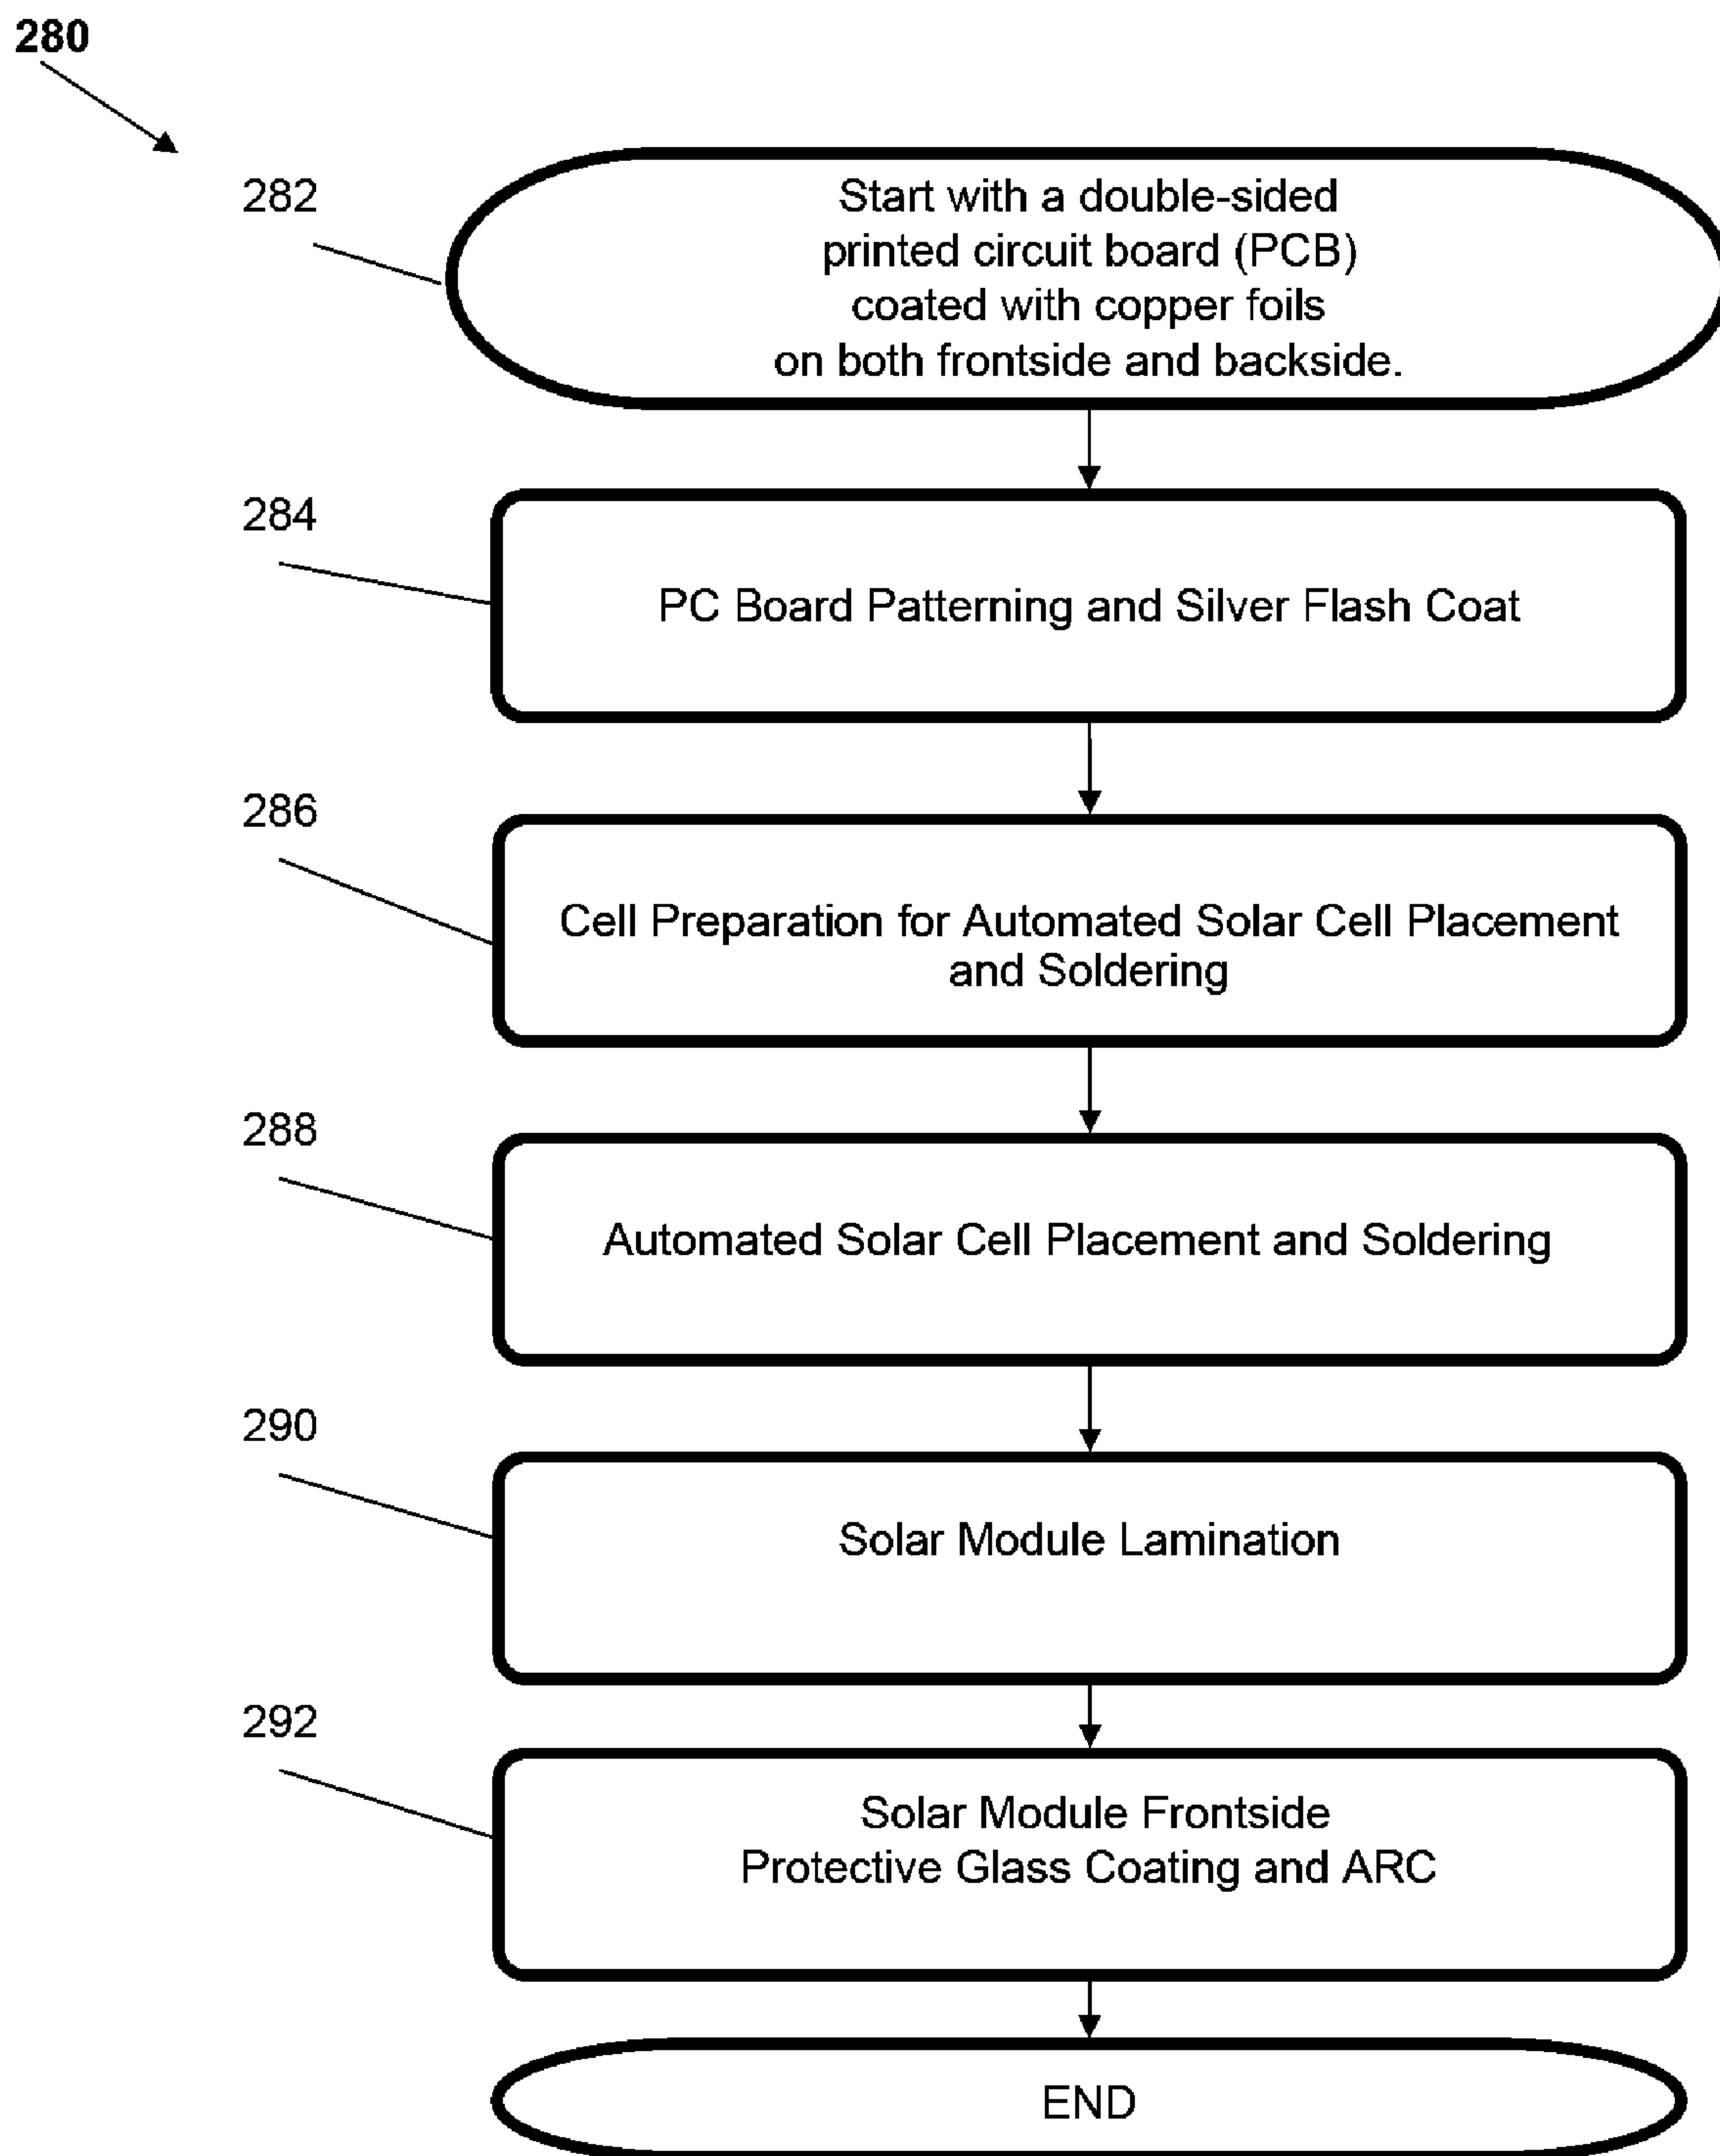 280
282
Start with a double-sided
printed circuit board (PCB)
coated with copper foils
on both frontside and backside.
284
PC Board Patterning and Silver Flash Coat
286
Cell Preparation for Automated Solar Cell Placement
and Soldering
288
Automated Solar Cell Placement and Soldering
290
Solar Module Lamination
292
Solar Module Frontside
Protective Glass Coating and ARC
END